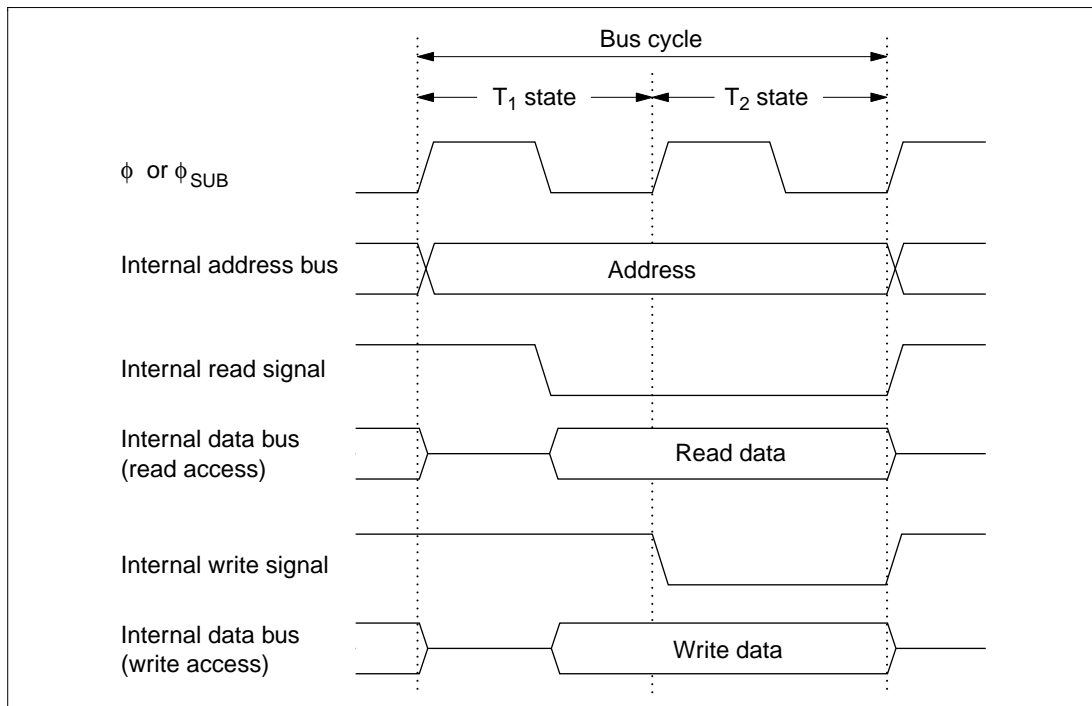 Bus cycle
T₁ state
T₂ state
ϕ or ϕSUB
Internal address bus
Address
Internal read signal
Internal data bus
(read access)
Read data
Internal write signal
Internal data bus
(write access)
Write data